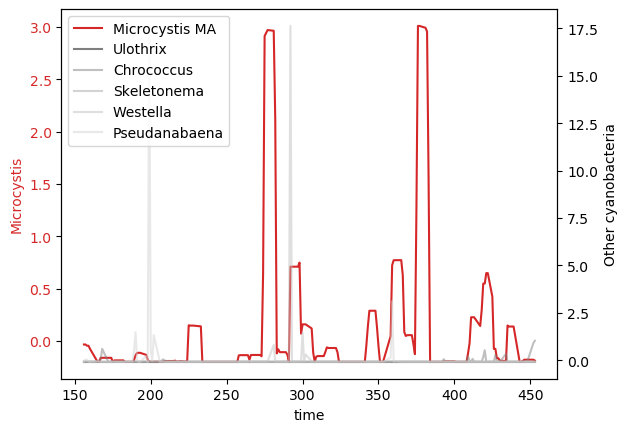 Microcystis MA
Ulothrix
Chrococcus
Skeletonema
Westella
Pseudanabaena
3.0
2.5
2.0
1.5
1.0
0.5
0.0
Microcystis
17.5
15.0
12.5
10.0
7.5
5.0
2.5
0.0
Other cyanobacteria
150 200 250 300 350 400 450
time